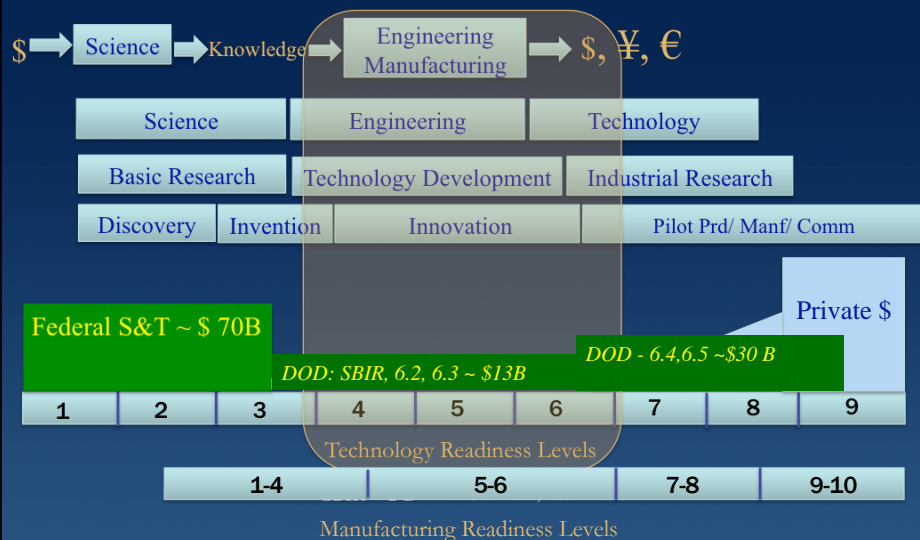 $
Science
Knowledge
Engineering
Manufacturing
$, ¥, €
Science
Engineering
Technology
Basic Research
Technology Development
Industrial Research
Discovery
Invention
Innovation
Pilot Prd/ Manf/ Comm
Private $
Federal S&T ~ $ 70B
DOD - 6.4,6.5 ~$30 B
DOD: SBIR, 6.2, 6.3 ~ $13B
1
2
3
4
5
6
7
8
9
Technology Readiness Levels
1-4
5-6
7-8
9-10
Manufacturing Readiness Levels